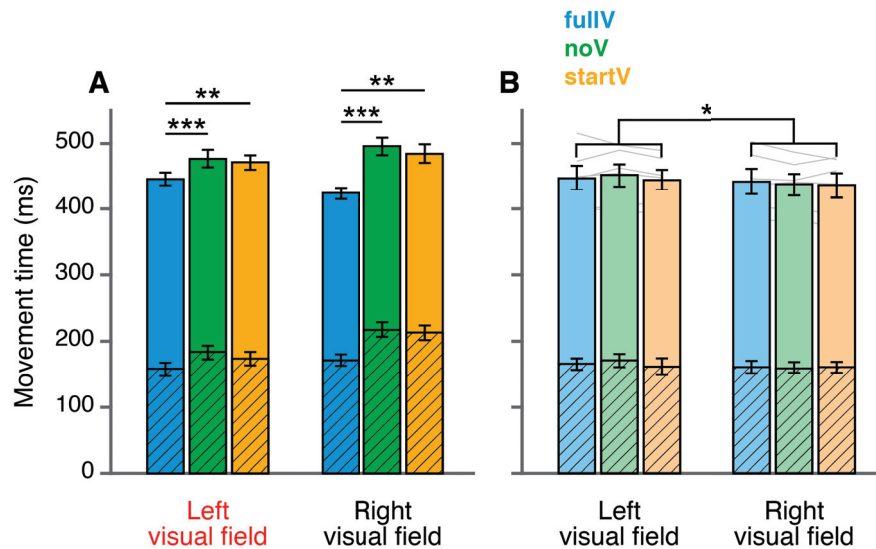 fullV
noV
startV
A
B
**
***
**
***
*
Movement time (ms)
500
400
300
200
100
0
Left
visual field
Right
visual field
Left
visual field
Right
visual field